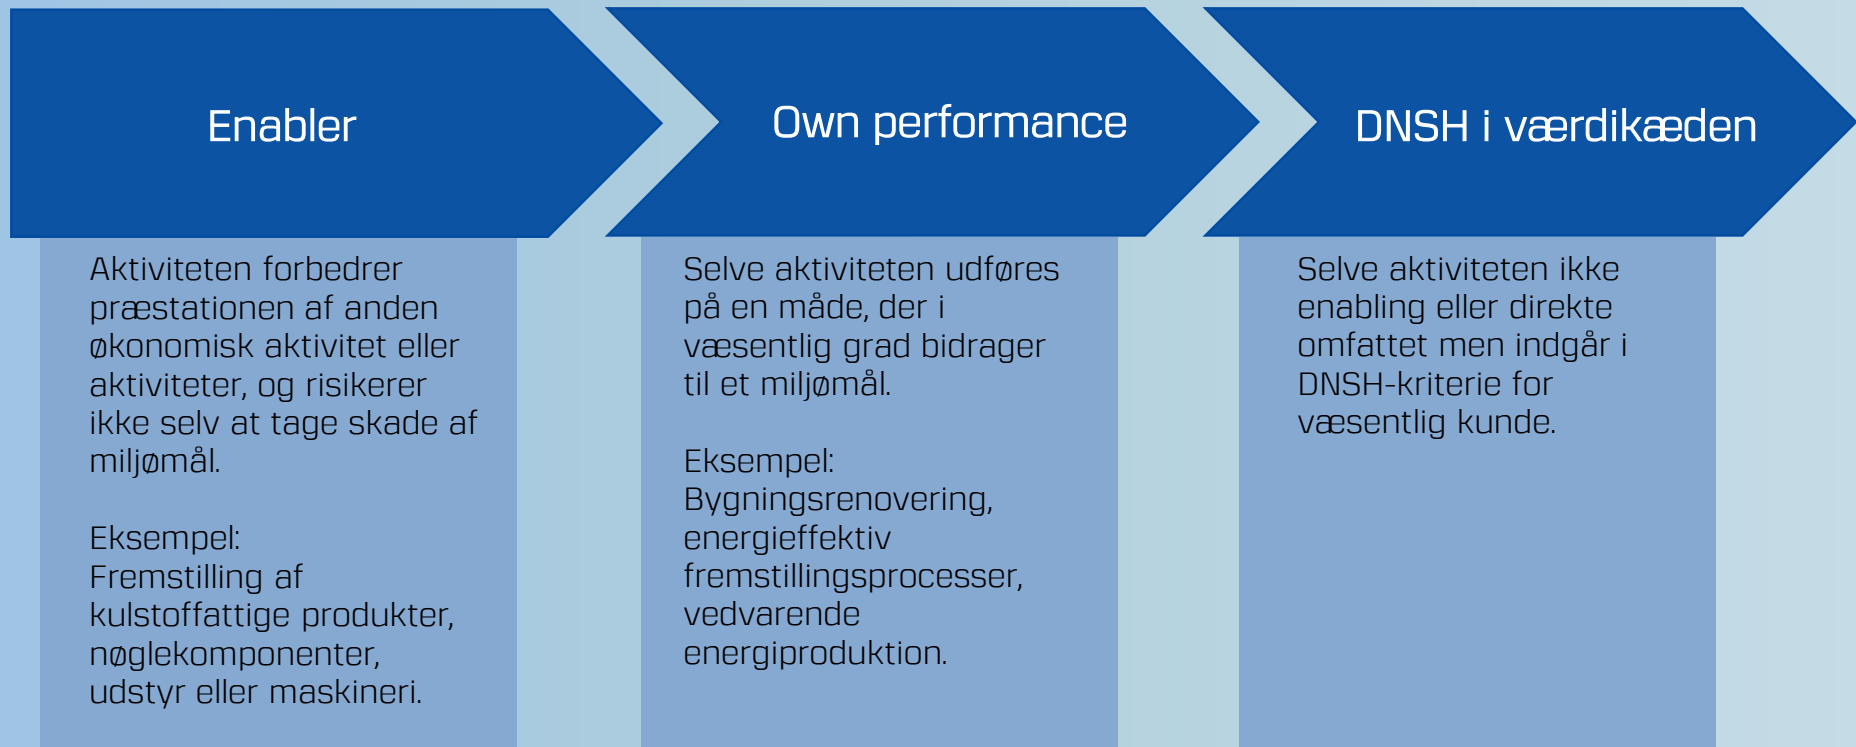 Enabler
Aktiviteten forbedrer
præstationen af anden
økonomisk aktivitet eller
aktiviteter, og risikerer
ikke selv at tage skade af
miljømål.
Eksempel:
Fremstilling af
kulstoffattige produkter,
nøglekomponenter,
udstyr eller maskineri.
Own performance
Selve aktiviteten udføres
på en måde, der i
væsentlig grad bidrager
til et miljømål.
Eksempel:
Bygningsrenovering,
energieffektiv
fremstillingsprocesser,
vedvarende
energiproduktion.
DNSH i værdikæden
Selve aktiviteten ikke
enabling eller direkte
omfattet men indgår i
DNSH-kriterie for
væsentlig kunde.